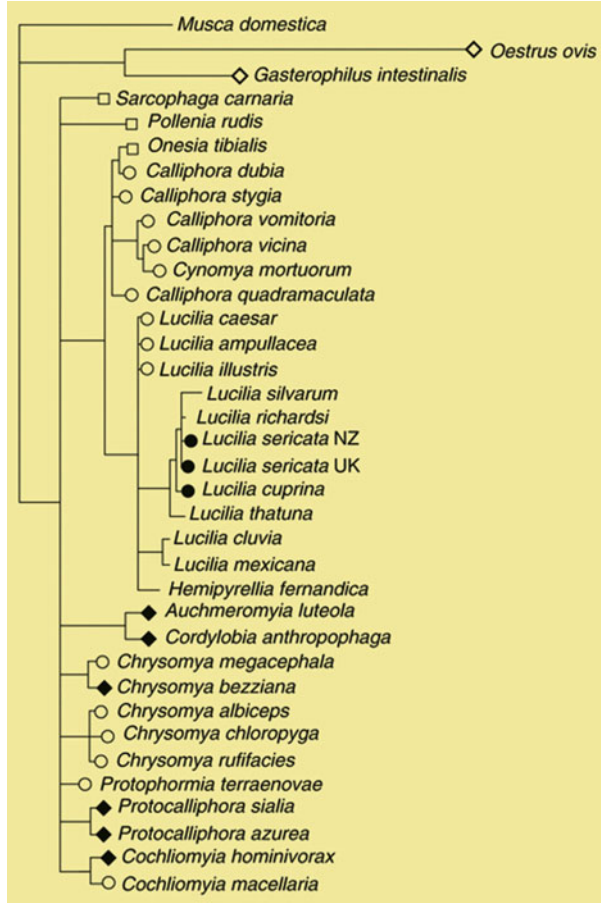 Musca domestica
Oestrus ovis
Gasterophilus intestinalis
Sarcophaga carnaria
Pollenia rudis
Onesia tibialis
Calliphora dubia
Calliphora stygia
Calliphora vomitoria
Calliphora vicina
Cynomya mortuorum
Calliphora quadramaculata
Lucilia caesar
Lucilia ampullacea
Lucilia illustris
Lucilia silvarum
Lucilia richardsi
Lucilia sericata NZ
Lucilia sericata UK
Lucilia cuprina
Lucilia thatuna
Lucilia cluvia
Lucilia mexicana
Hemipyrellia fernandica
Auchmeromyia luteola
Cordylobia anthropophaga
Chrysomya megacephala
Chrysomya bezziana
Chrysomya albiceps
Chrysomya chloropyga
Chrysomya rufifacies
Protophormia terraenovae
Protocalliphora sialia
Protocalliphora azurea
Cochliomyia hominivorax
Cochliomyia macellaria